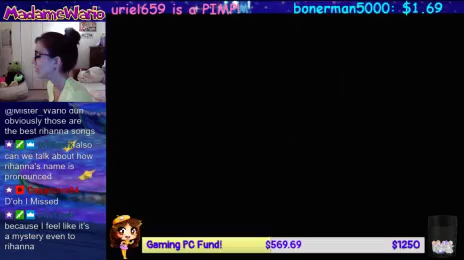 MadameWario
uriel659 is a PIMP!
bonerman5000: $1.69
@Mister_Wario duh
obviously those are
the best rihanna songs
also
can we talk about how
rihanna's name is
pronounced
D'oh I Missed
because I feel like it's
a mystery even to
rihanna
Gaming PC Fund!
$569.69
$1250